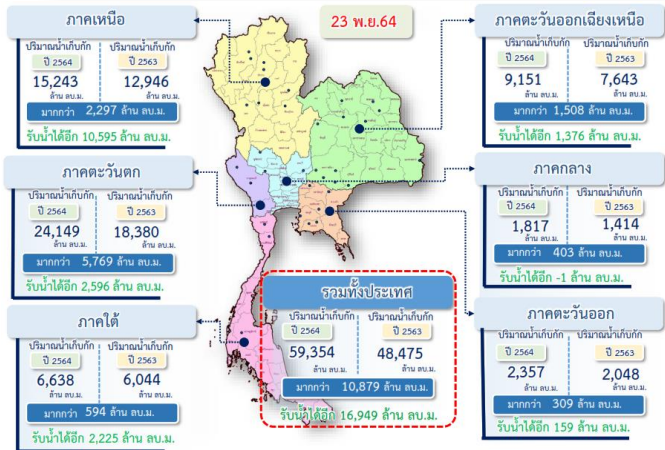 23 พ.ย.64
ภาคเหนือ
ปริมาณน้ำเก็บกัก ปริมาณน้ำเก็บกัก
ปี 2564 ปี 2563
15,243 12,946
ล้าน ลบ.ม. ล้าน ลบ.ม.
มากกว่า 2,297 ล้าน ลบ.ม.
รับน้ำได้อีก 10,595 ล้าน ลบ.ม.
ภาคตะวันออกเฉียงเหนือ
ปริมาณน้ำเก็บกัก ปริมาณน้ำเก็บกัก
ปี 2564 ปี 2563
9,151 7,643
ล้าน ลบ.ม. ล้าน ลบ.ม.
มากกว่า 1,508 ล้าน ลบ.ม.
รับน้ำได้อีก 1,376 ล้าน ลบ.ม.
ภาคตะวันตก
ปริมาณน้ำเก็บกัก ปริมาณน้ำเก็บกัก
ปี 2564 ปี 2563
24,149 18,380
ล้าน ลบ.ม. ล้าน ลบ.ม.
มากกว่า 5,769 ล้าน ลบ.ม.
รับน้ำได้อีก 2,596 ล้าน ลบ.ม.
ภาคกลาง
ปริมาณน้ำเก็บกัก ปริมาณน้ำเก็บกัก
ปี 2564 ปี 2563
1,817 1,414
ล้าน ลบ.ม. ล้าน ลบ.ม.
มากกว่า 403 ล้าน ลบ.ม.
รับน้ำได้อีก -1 ล้าน ลบ.ม.
ภาคใต้
ปริมาณน้ำเก็บกัก ปริมาณน้ำเก็บกัก
ปี 2564 ปี 2563
6,638 6,044
ล้าน ลบ.ม. ล้าน ลบ.ม.
มากกว่า 594 ล้าน ลบ.ม.
รับน้ำได้อีก 2,225 ล้าน ลบ.ม.
รวมทั้งประเทศ
ปริมาณน้ำเก็บกัก ปริมาณน้ำเก็บกัก
ปี 2564 ปี 2563
59,354 48,475
ล้าน ลบ.ม. ล้าน ลบ.ม.
มากกว่า 10,879 ล้าน ลบ.ม.
รับน้ำได้อีก 16,949 ล้าน ลบ.ม.
ภาคตะวันออก
ปริมาณน้ำเก็บกัก ปริมาณน้ำเก็บกัก
ปี 2564 ปี 2563
2,357 2,048
ล้าน ลบ.ม. ล้าน ลบ.ม.
มากกว่า 309 ล้าน ลบ.ม.
รับน้ำได้อีก 159 ล้าน ลบ.ม.